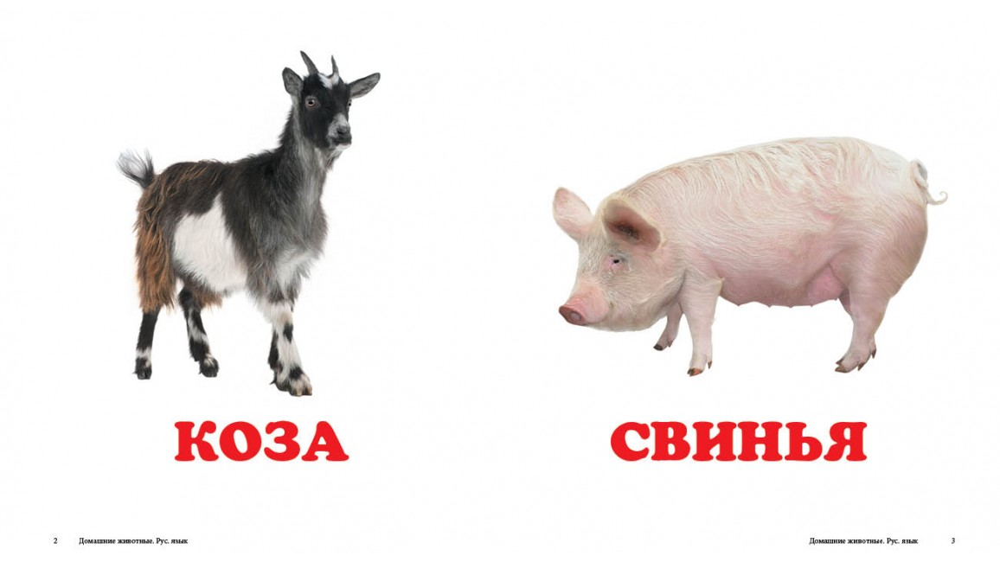 КОЗА
СВИНЬЯ
2 Домашние животные. Рус. язык
Домашние животные. Рус. язык 3